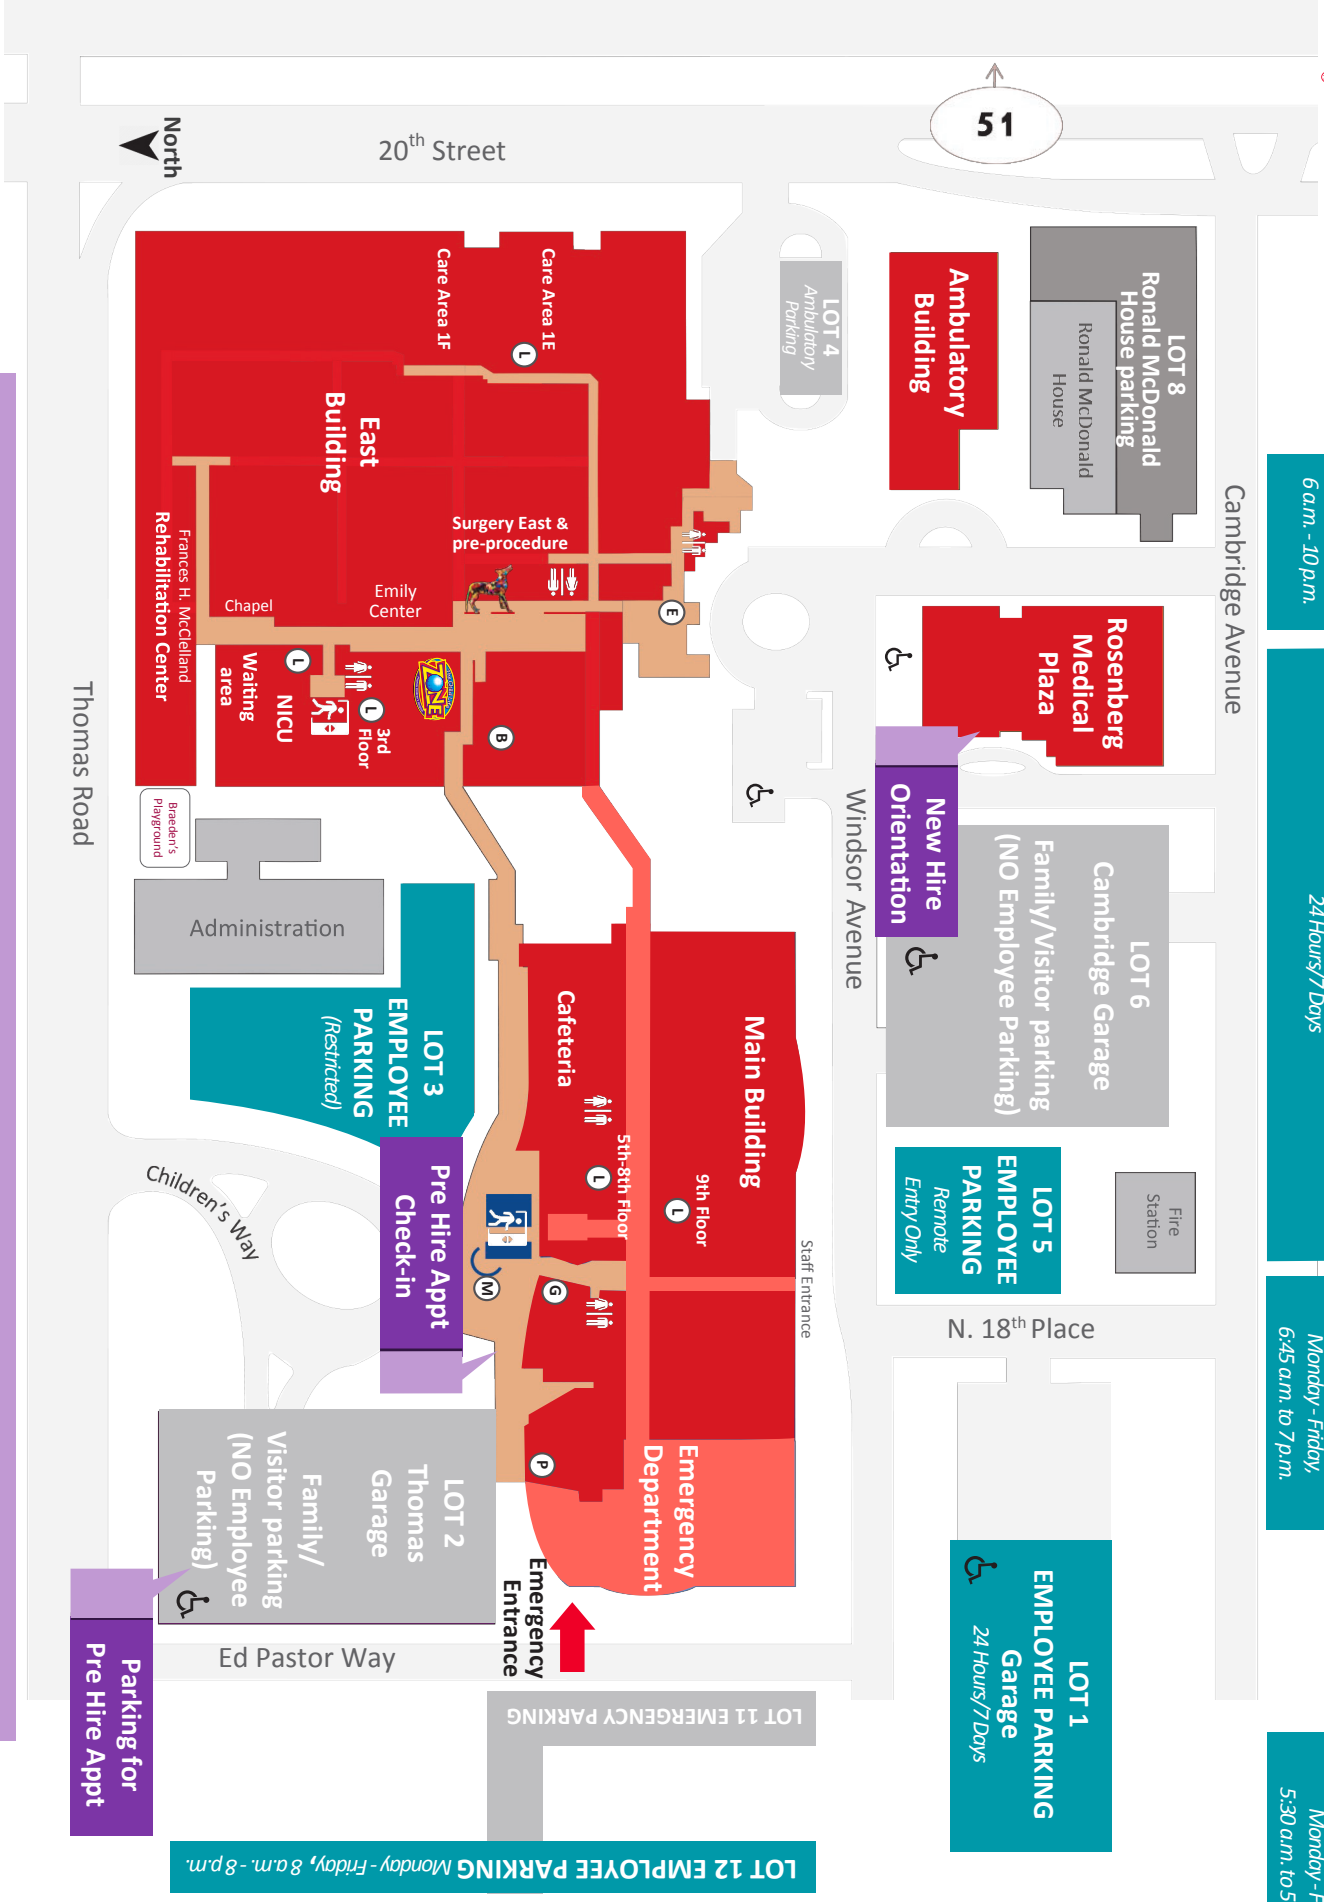 51
20th Street
North
Care Area 1F
Care Area 1E
L
LOT 4
Ambulatory
Parking
Ambulatory
Building
LOT 8
Ronald McDonald
House parking
Ronald McDonald
House
Cambridge Avenue
6 a.m. - 10 p.m.
East
Building
Surgery East &
pre-procedure
Emily
Center
Chapel
Frances H. McClelland
Rehabilitation Center
E
Waiting
area
NICU
L
L
3rd
Floor
ZONE
B
Rosenberg
Medical
Plaza
New Hire
Orientation
24 Hours/7 Days
Thomas Road
Braeden's
Playground
Administration
Windsor Avenue
LOT 6
Cambridge Garage
Family/Visitor parking
(NO Employee Parking)
LOT 3
EMPLOYEE
PARKING
(Restricted)
Cafeteria
Main Building
5th-8th Floor
L
9th Floor
L
Staff Entrance
LOT 5
EMPLOYEE
PARKING
Remote
Entry Only
Fire
Station
Children's Way
Pre Hire Appt
Check-in
M
G
P
N. 18th Place
Monday - Friday,
6:45 a.m. to 7 p.m.
LOT 2
Thomas
Garage
Family/
Visitor parking
(NO Employee
Parking)
Emergency
Department
Emergency
Entrance
Ed Pastor Way
Parking for
Pre Hire Appt
LOT 1
EMPLOYEE PARKING
Garage
24 Hours/7 Days
LOT 11 EMERGENCY PARKING
LOT 12 EMPLOYEE PARKING Monday - Friday, 8 a.m. - 8 p.m.
Monday - F
5:30 a.m. to 5